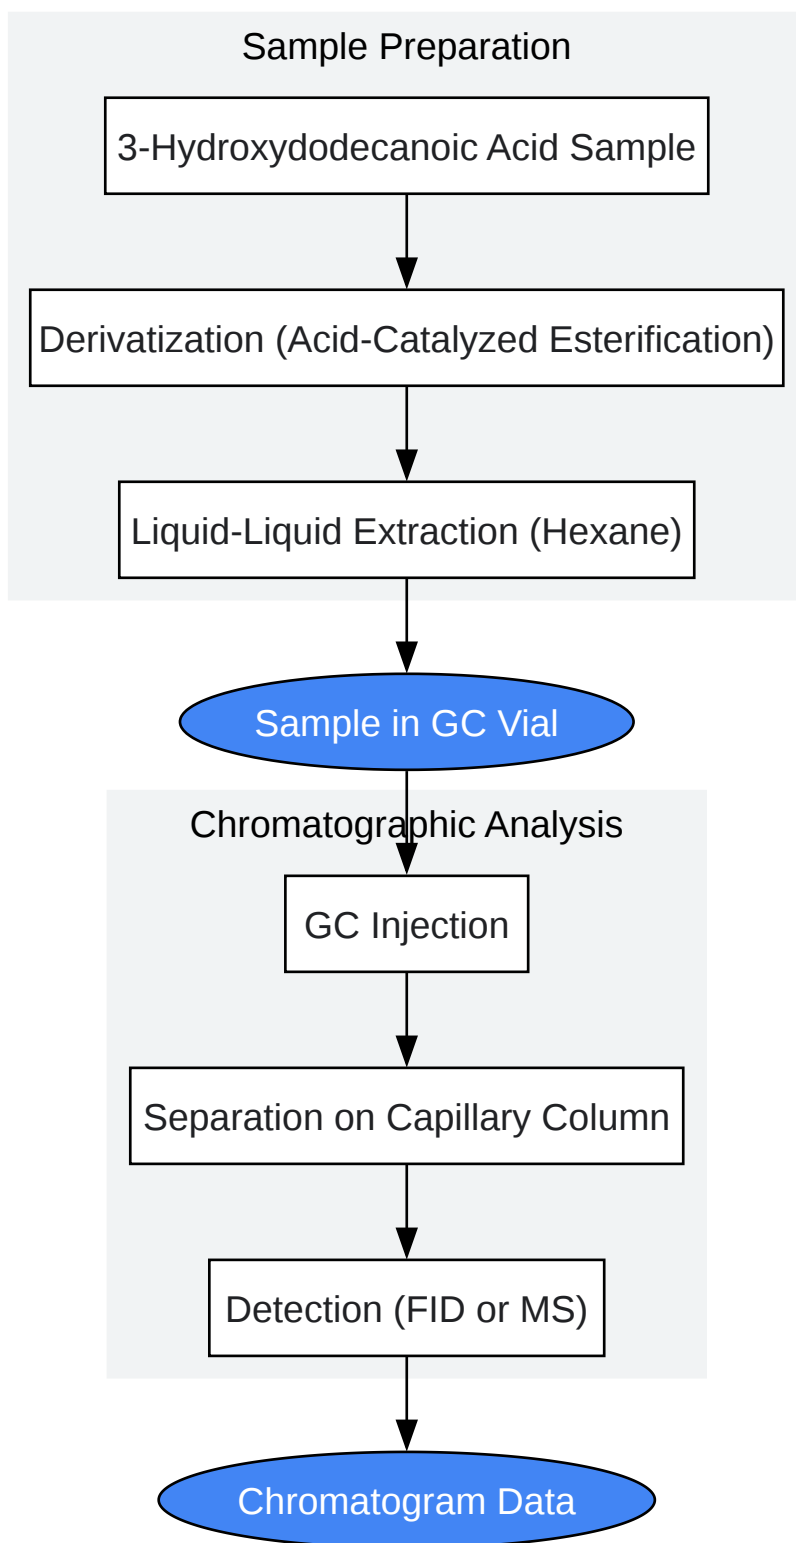 Sample Preparation
3-Hydroxydodecanoic Acid Sample
Derivatization (Acid-Catalyzed Esterification)
Liquid-Liquid Extraction (Hexane)
Sample in GC Vial
Chromatographic Analysis
GC Injection
Separation on Capillary Column
Detection (FID or MS)
Chromatogram Data